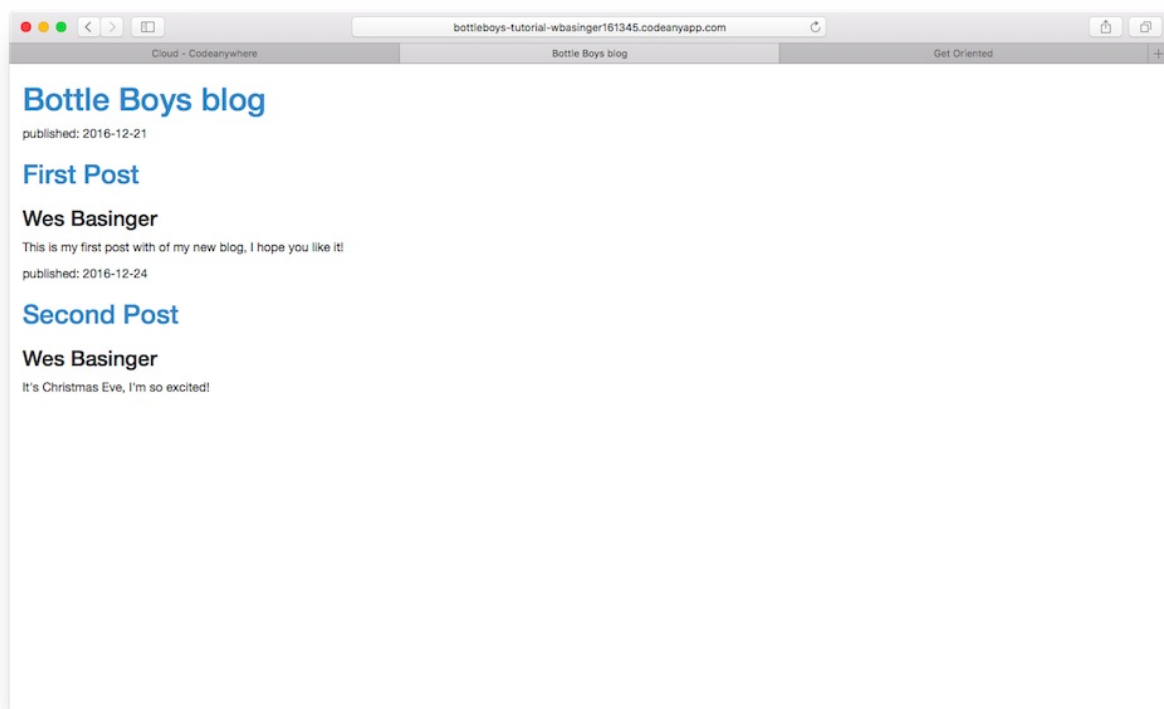 bottleboys-tutorial-wbasinger161345.codeanyapp.com
Cloud - Codeanywhere
Bottle Boys blog
Get Oriented
Bottle Boys blog
published: 2016-12-21
First Post
Wes Basinger
This is my first post with of my new blog, I hope you like it!
published: 2016-12-24
Second Post
Wes Basinger
It's Christmas Eve, I'm so excited!